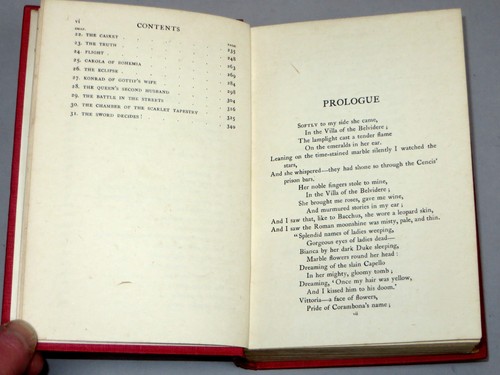 vi
CONTENTS
PAGE
22. THE CASKET
23. THE TRUTH 235
24. FLIGHT 248
25. CAROLA OF BOHEMIA 263
26. THE ECLIPSE 269
27. KONRAD OF GOTTIF'S WIFE 284
28. THE QUEEN'S SECOND HUSBAND 301
29. THE BATTLE IN THE STREETS 316
30. THE CHAMBER OF THE SCARLET TAPESTRY 324
31. THE SWORD DECIDES! 340
PROLOGUE
SOFTLY to my side she came,
In the Villa of the Belvidere;
The lamplight cast a tender flame
On the emeralds in her ear.
Leaning on the time-stained marble silently I watched the
stars,
And she whispered—they had shone so through the Cencis'
prison bars.
Her noble fingers stole to mine,
In the Villa of the Belvidere;
She brought me roses, gave me wine,
And murmured stories in my ear;
And I saw that, like to Bacchus, she wore a leopard skin,
And I saw the Roman moonshine was misty, pale, and thin.
"Splendid names of ladies weeping,
Gorgeous eyes of ladies dead—
Bianca by her dark Duke sleeping,
Marble flowers round her head:
Dreaming of the slain Capello
In her mighty, gloomy tomb;
Dreaming, 'Once my hair was yellow,
And I kissed him to his doom.'
Vittoria—a face of flowers,
Pride of Corambona's name;
vii